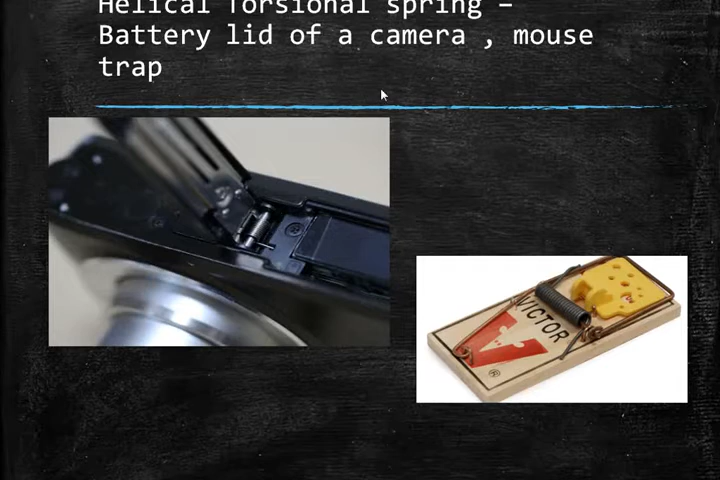 Helical Torsional spring –
Battery lid of a camera , mouse
trap
VICTOR
®